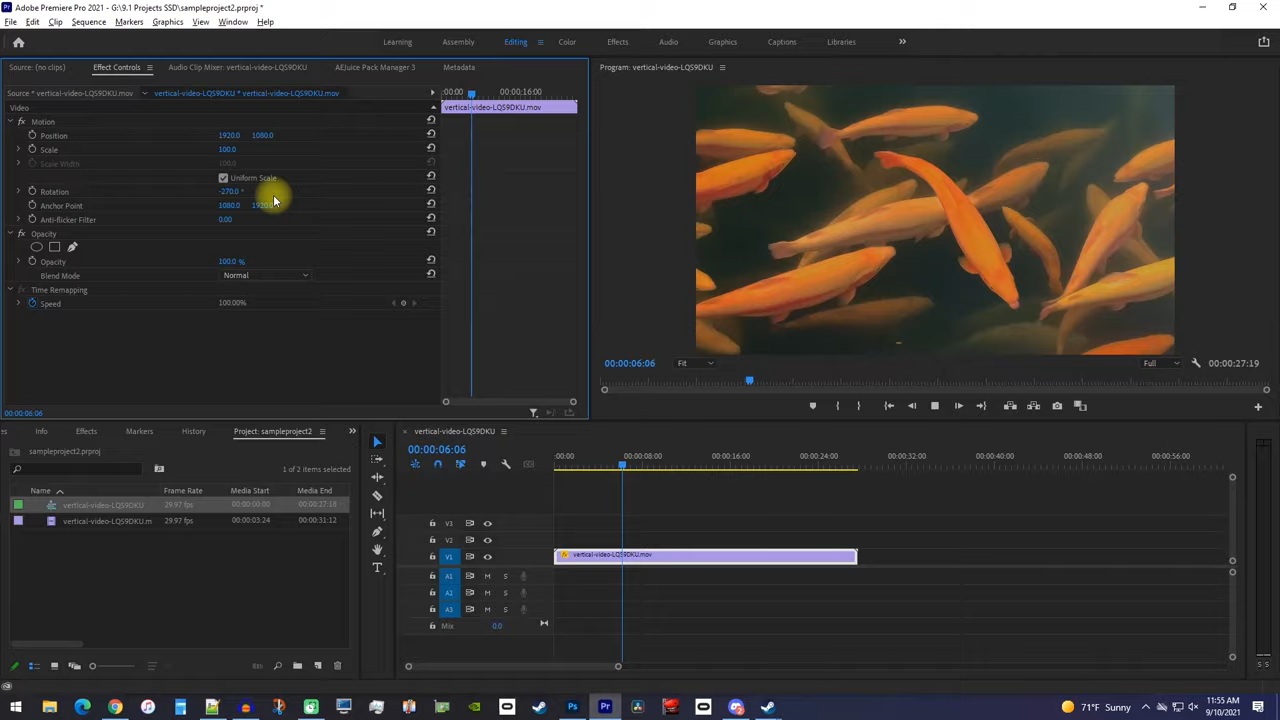 Adobe Premiere Pro 2021 - G:\9.1 Projects SSD\sampleproject2.prproj *
File Edit Clip Sequence Markers Graphics View Window Help
Learning Assembly Editing Color Effects Audio Graphics Captions Libraries
Source: (no clips) Effect Controls Audio Clip Mixer: vertical-video-LQS9DKU AEJuice Pack Manager 3 Metadata
Program: vertical-video-LQS9DKU
Source * vertical-video-LQS9DKU.mov vertical-video-LQS9DKU * vertical-video-LQS9DKU.mov
:00:00 00:00:16:00
Video
vertical-video-LQS9DKU.mov
fx Motion
Position 1920.0 1080.0
Scale 100.0
Scale Width 100.0
Uniform Scale
Rotation -270.0 °
Anchor Point 1080.0 1920.0
Anti-flicker Filter 0.00
fx Opacity
Opacity 100.0 %
Blend Mode Normal
fx Time Remapping
Speed 100.00%
00:00:06:06
00:00:06:06 Fit Full 00:00:27:19
Info Effects Markers History Project: sampleproject2
sampleproject2.prproj
1 of 2 items selected
Name Frame Rate Media Start Media End
vertical-video-LQS9DKU 29.97 fps 00:00:00:00 00:00:27:18
vertical-video-LQS9DKU.m 29.97 fps 00:00:03:24 00:00:31:12
vertical-video-LQS9DKU
00:00:06:06
:00:00 00:00:08:00 00:00:16:00 00:00:24:00 00:00:32:00 00:00:40:00 00:00:48:00 00:00:56:00
V3
V2
V1
fx vertical-video-LQS9DKU.mov
A1 M S
A2 M S
A3 M S
Mix 0.0
S S
71°F Sunny
11:55 AM
9/10/2021